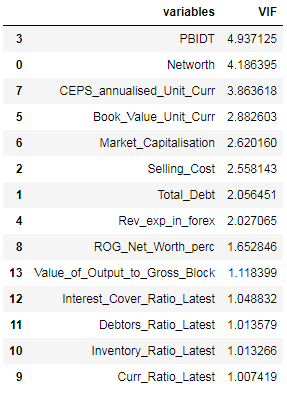 variables VIF
3 PBIDT 4.937125
0 Networth 4.186395
7 CEPS_annualised_Unit_Curr 3.863618
5 Book_Value_Unit_Curr 2.882603
6 Market_Capitalisation 2.620160
2 Selling_Cost 2.558143
1 Total_Debt 2.056451
4 Rev_exp_in_forex 2.027065
8 ROG_Net_Worth_perc 1.652846
13 Value_of_Output_to_Gross_Block 1.118399
12 Interest_Cover_Ratio_Latest 1.048832
11 Debtors_Ratio_Latest 1.013579
10 Inventory_Ratio_Latest 1.013266
9 Curr_Ratio_Latest 1.007419